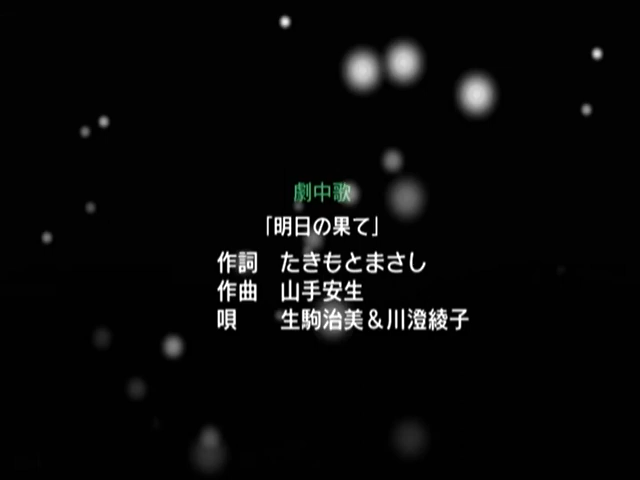 劇中歌
「明日の果て」
作詞 たきもとまさし
作曲 山手安生
唄 生駒治美＆川澄綾子